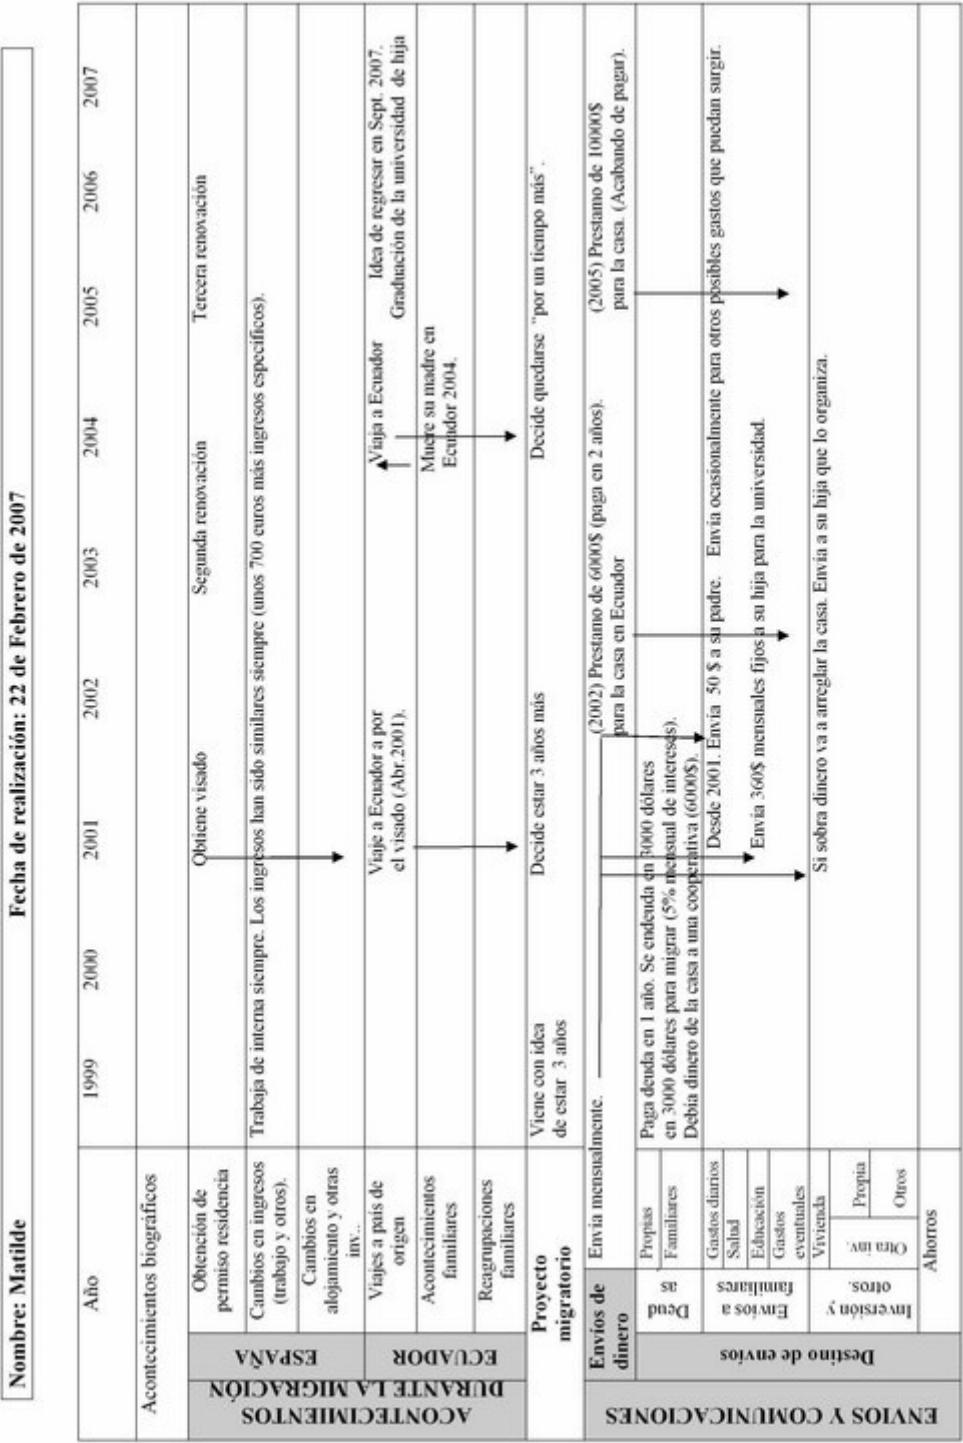 Nombre: Matilde
Fecha de realización: 22 de Febrero de 2007
Año
1999
2000
2001
2002
2003
2004
2005
2006
2007
Acontecimientos biográficos
ACONTECIMIENTOS
DURANTE LA MIGRACIÓN
ESPAÑA
Obtención de
permiso residencia
Obtiene visado
Segunda renovación
Tercera renovación
Cambios en ingresos
(trabajo y otros).
Trabaja de interna siempre. Los ingresos han sido similares siempre (unos 700 euros más ingresos específicos).
Cambios en
alojamiento y otras
inv..
ECUADOR
Viajes a país de
origen
Viaje a Ecuador a por
el visado (Abr.2001).
Viaja a Ecuador
Idea de regresar en Sept. 2007.
Graduación de la universidad de hija
Acontecimientos
familiares
Muere su madre en
Ecuador 2004.
Reagrupaciones
familiares
Proyecto
migratorio
Viene con idea
de estar 3 años
Decide estar 3 años más
Decide quedarse "por un tiempo más".
ENVIOS Y COMUNICACIONES
Envíos de
dinero
Envia mensualmente.
(2002) Prestamo de 6000$ (paga en 2 años).
para la casa en Ecuador
(2005) Prestamo de 10000$
para la casa. (Acabando de pagar).
Destino de envíos
Deud
as
Propias
Familiares
Paga deuda en 1 año. Se endeuda en 3000 dólares
en 3000 dólares para migrar (5% mensual de intereses).
Debía dinero de la casa a una cooperativa (6000$).
Envíos a
familiares
Gastos diarios
Salud
Educación
Gastos
eventuales
Desde 2001. Envia 50 $ a su padre.
Envia ocasionalmente para otros posibles gastos que puedan surgir.
Envia 360$ mensuales fijos a su hija para la universidad.
Inversión y
otros.
Vivienda
Si sobra dinero va a arreglar la casa. Envia a su hija que lo organiza.
Otra inv.
Propia
Otros
Ahorros